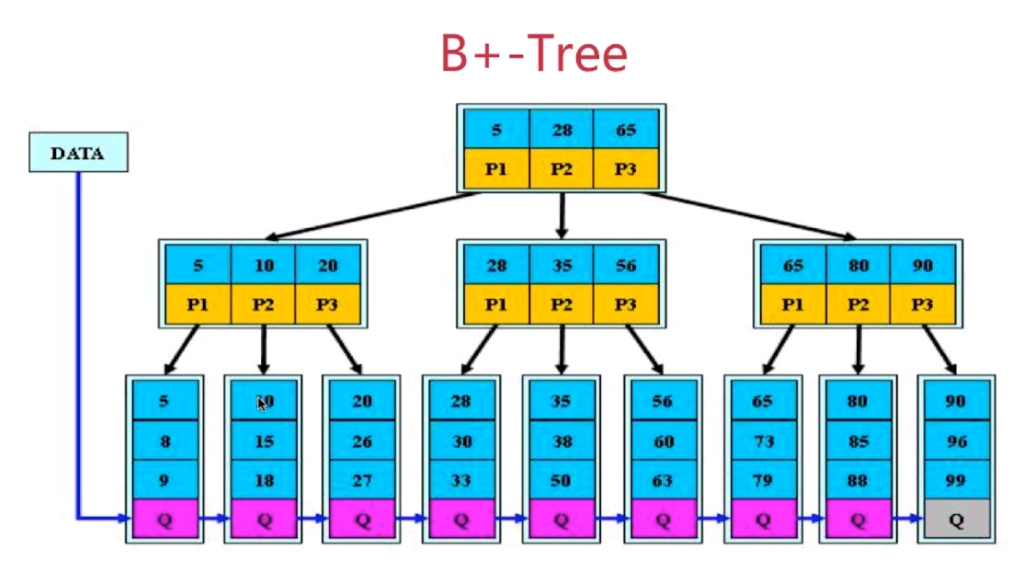 B+-Tree
DATA
5 28 65
P1 P2 P3
5 10 20
P1 P2 P3
28 35 56
P1 P2 P3
65 80 90
P1 P2 P3
5
8
9
Q
15
18
Q
20
26
27
Q
28
30
33
Q
35
38
50
Q
56
60
63
Q
65
73
79
Q
80
85
88
Q
90
96
99
Q